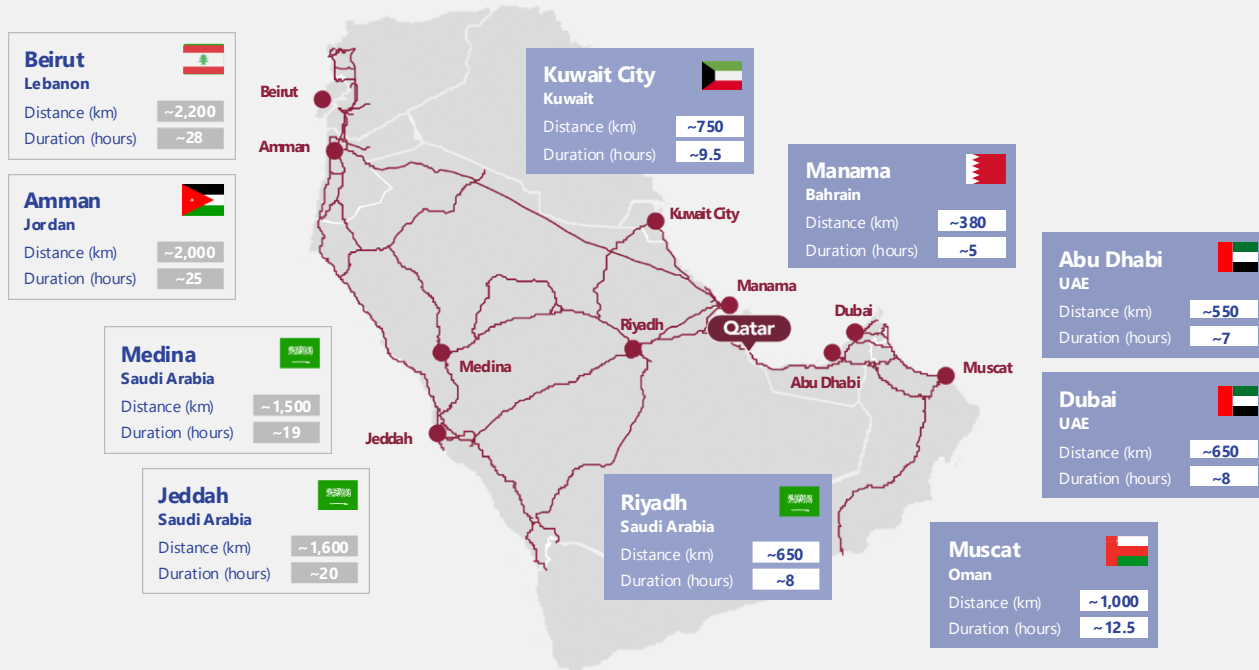 Beirut
Lebanon
Distance (km) ~2,200
Duration (hours) ~28
Amman
Jordan
Distance (km) ~2,000
Duration (hours) ~25
Medina
Saudi Arabia
Distance (km) ~1,500
Duration (hours) ~19
Jeddah
Saudi Arabia
Distance (km) ~1,600
Duration (hours) ~20
Kuwait City
Kuwait
Distance (km) ~750
Duration (hours) ~9.5
Manama
Bahrain
Distance (km) ~380
Duration (hours) ~5
Abu Dhabi
UAE
Distance (km) ~550
Duration (hours) ~7
Dubai
UAE
Distance (km) ~650
Duration (hours) ~8
Riyadh
Saudi Arabia
Distance (km) ~650
Duration (hours) ~8
Muscat
Oman
Distance (km) ~1,000
Duration (hours) ~12.5
Beirut
Amman
Kuwait City
Manama
Qatar
Dubai
Riyadh
Medina
Abu Dhabi
Muscat
Jeddah